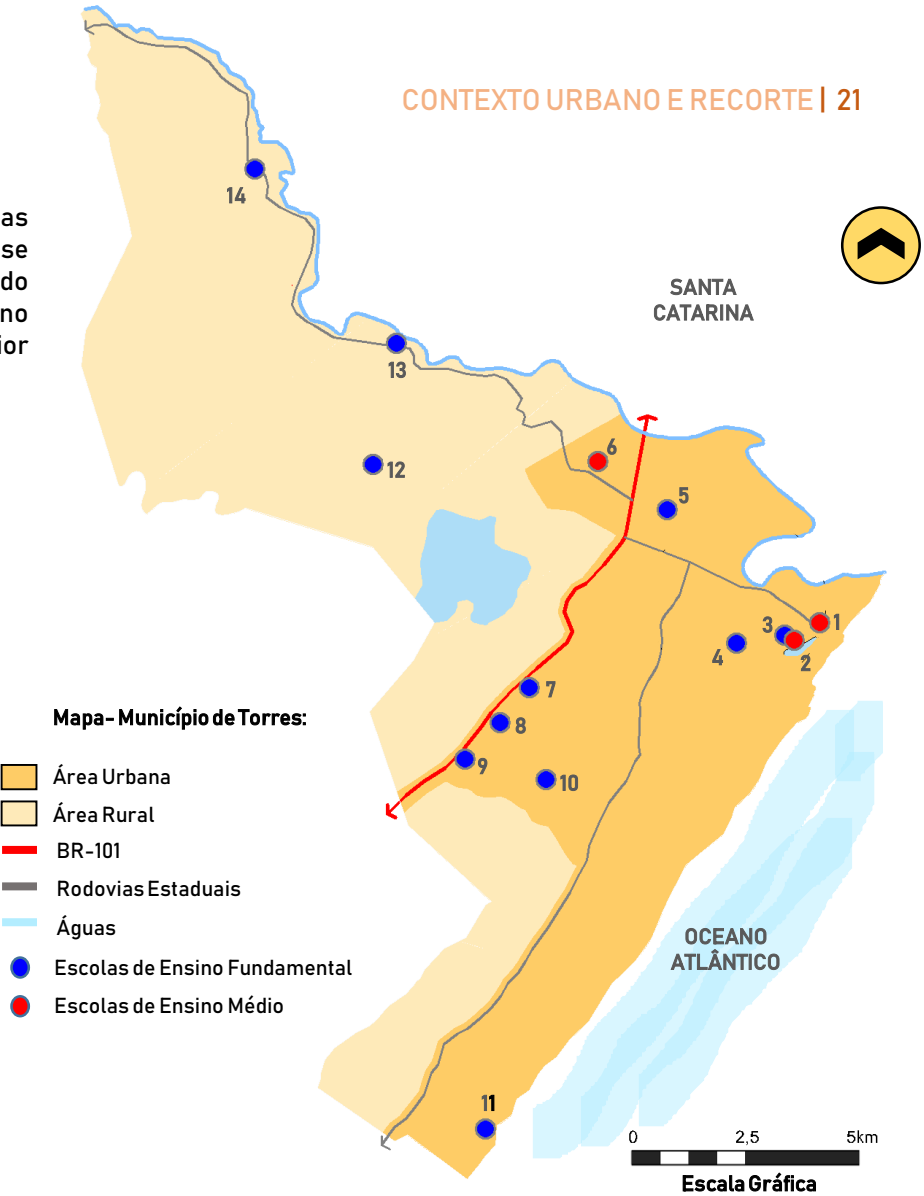 CONTEXTO URBANO E RECORTE | 21
as
se
do
no
ior
14
SANTA
CATARINA
13
12
6
5
1
3
2
4
7
8
9
10
Mapa- Município de Torres:
Área Urbana
Área Rural
BR-101
Rodovias Estaduais
Águas
Escolas de Ensino Fundamental
Escolas de Ensino Médio
OCEANO
ATLÂNTICO
11
0 2,5 5km
Escala Gráfica